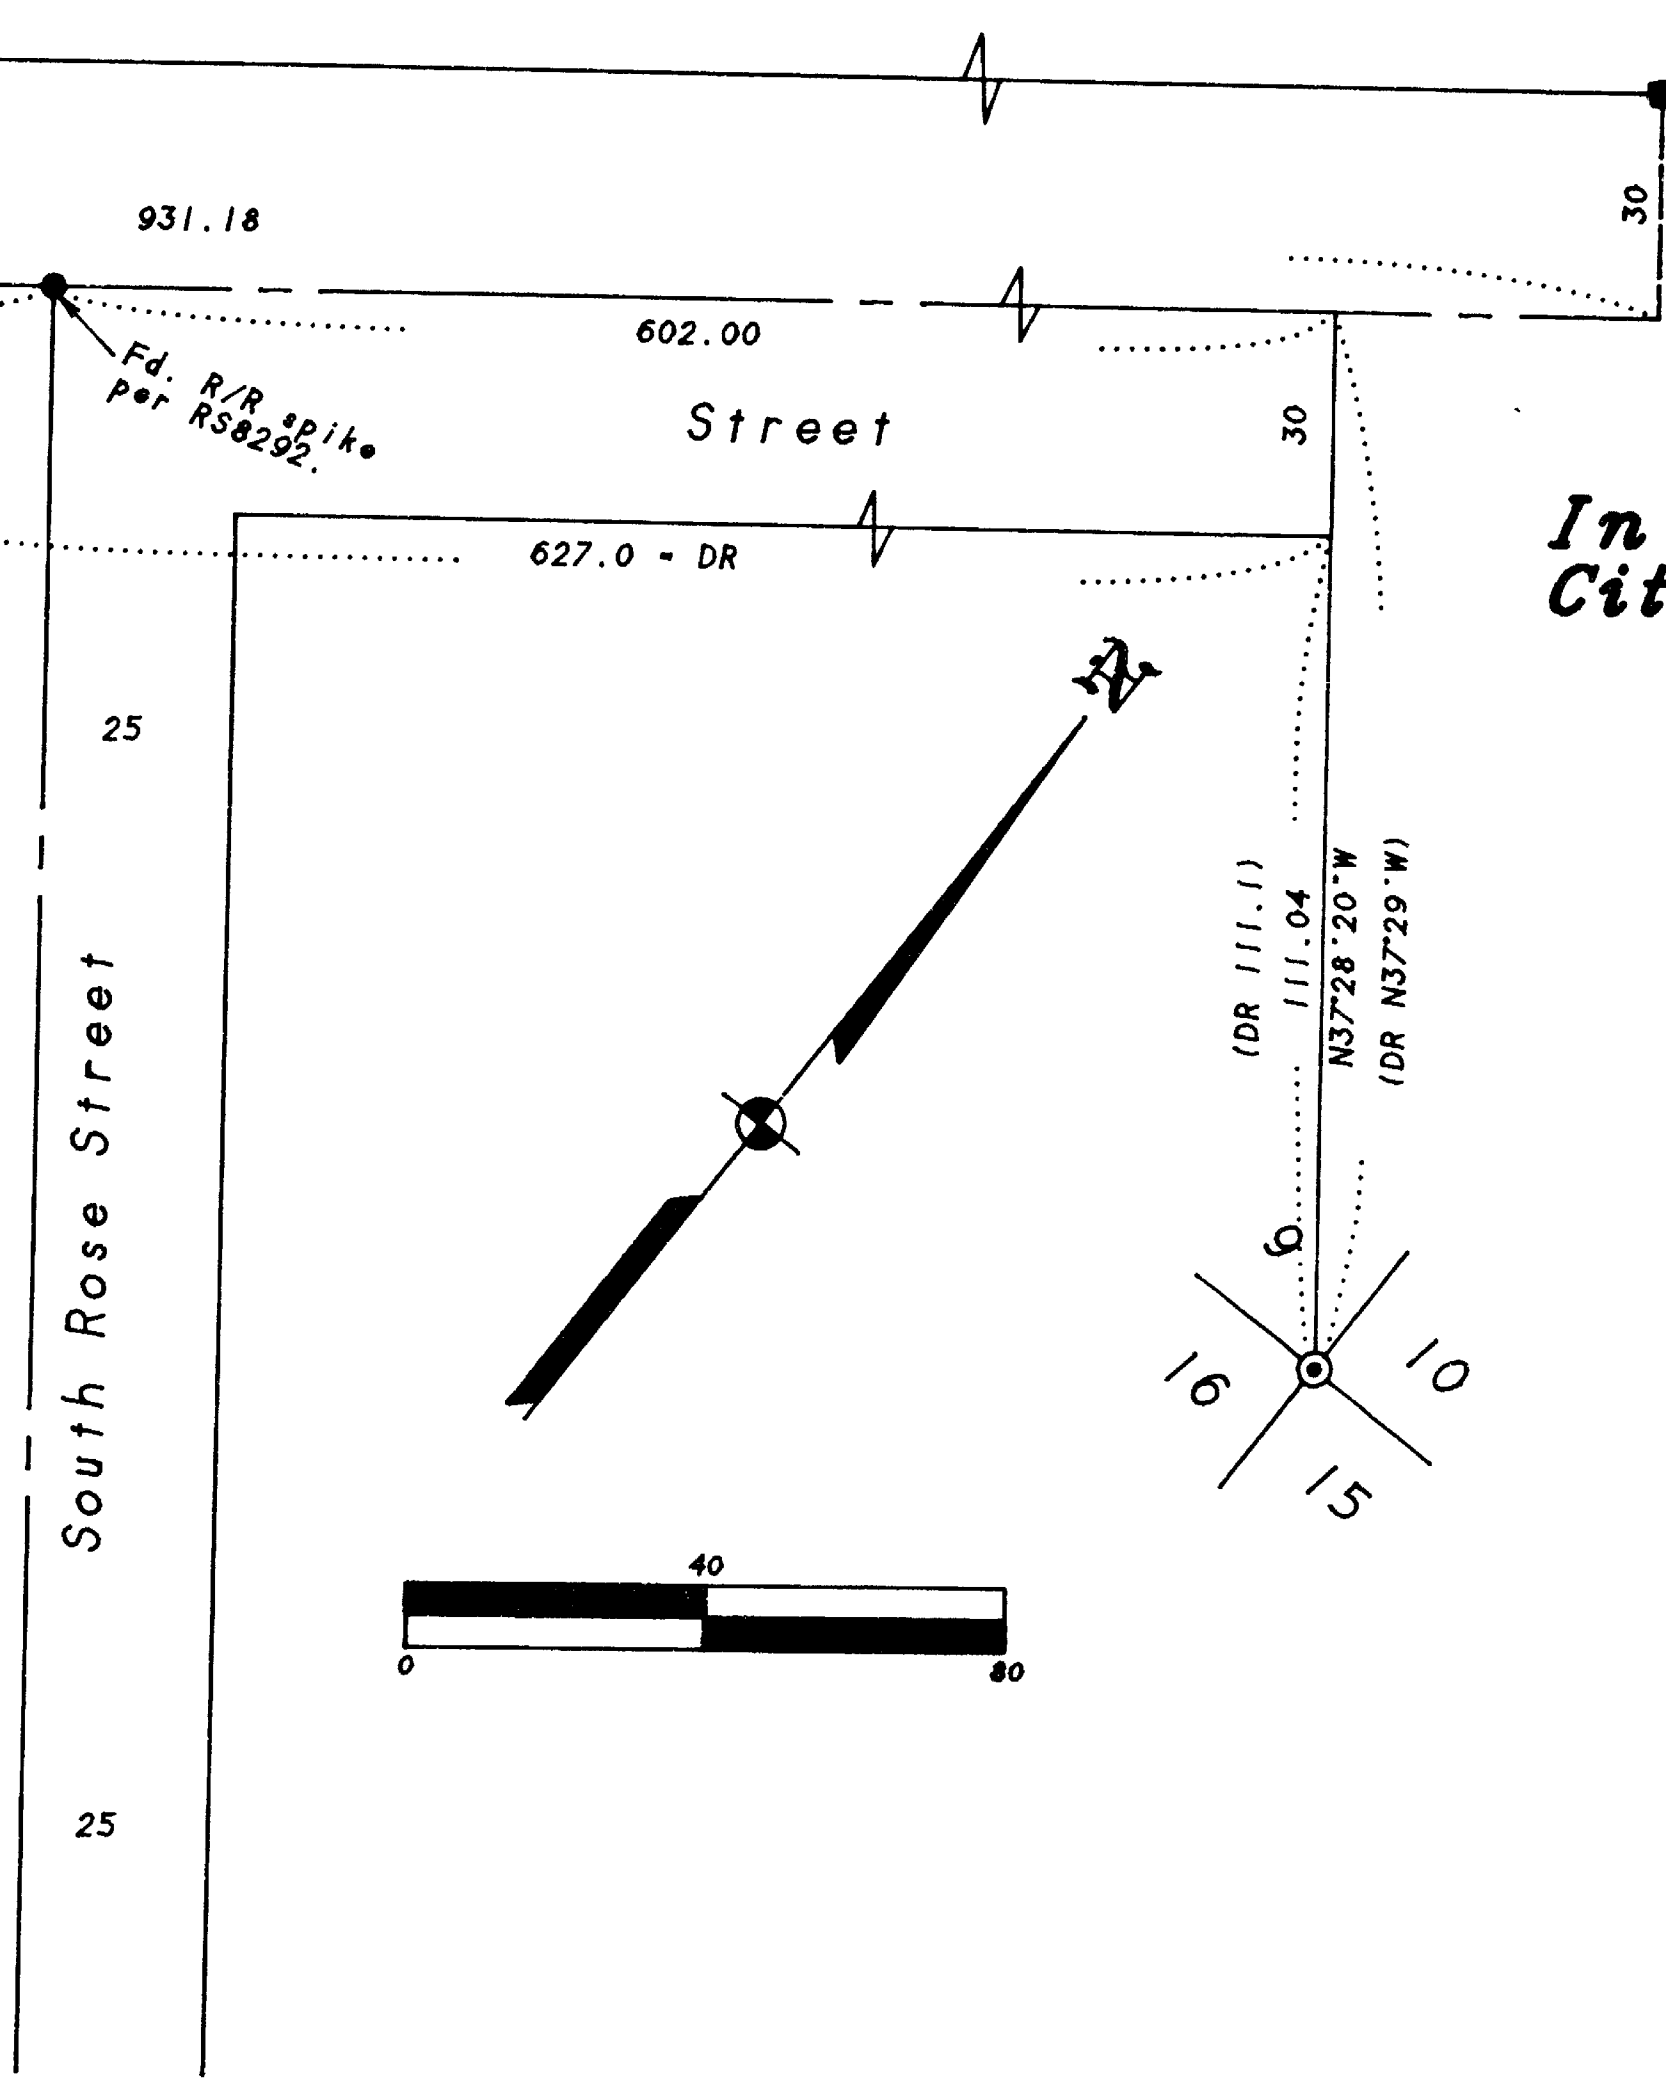 931.18
30
602.00
Fd. R/R spike
per RS8292.
Street
30
In
Cit
627.0 - DR
N
25
South Rose Street
(DR 111.1)
111.04
N37°28'20"W
(DR N37°29'W)
9
10
16
15
40
0
80
25